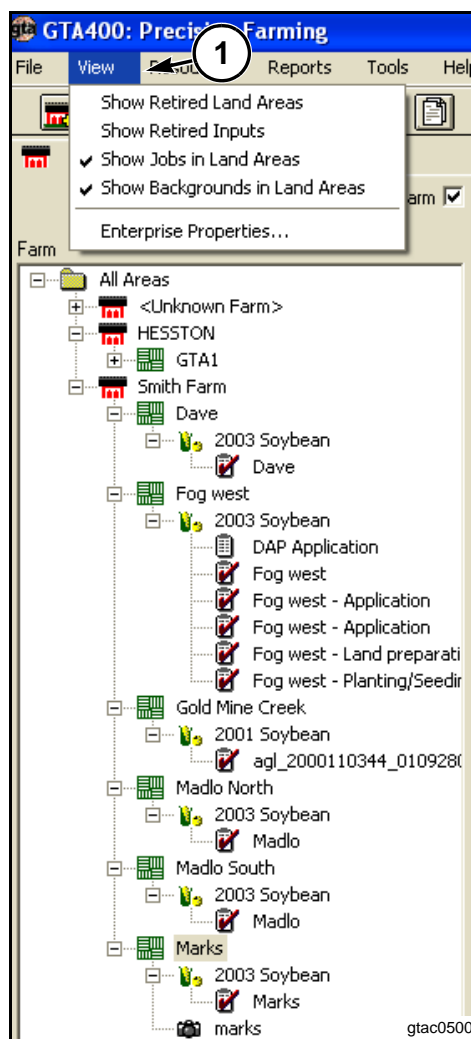 GTA400: Precision Farming
File View Reports Tools Help
1
Show Retired Land Areas
Show Retired Inputs
Show Jobs in Land Areas
Show Backgrounds in Land Areas
Enterprise Properties...
arm
Farm
All Areas
<Unknown Farm>
HESSTON
GTA1
Smith Farm
Dave
2003 Soybean
Dave
Fog west
2003 Soybean
DAP Application
Fog west
Fog west - Application
Fog west - Application
Fog west - Land preparati
Fog west - Planting/Seedin
Gold Mine Creek
2001 Soybean
agl_2000110344_0109280
Madlo North
2003 Soybean
Madlo
Madlo South
2003 Soybean
Madlo
Marks
2003 Soybean
Marks
marks
gtac0500